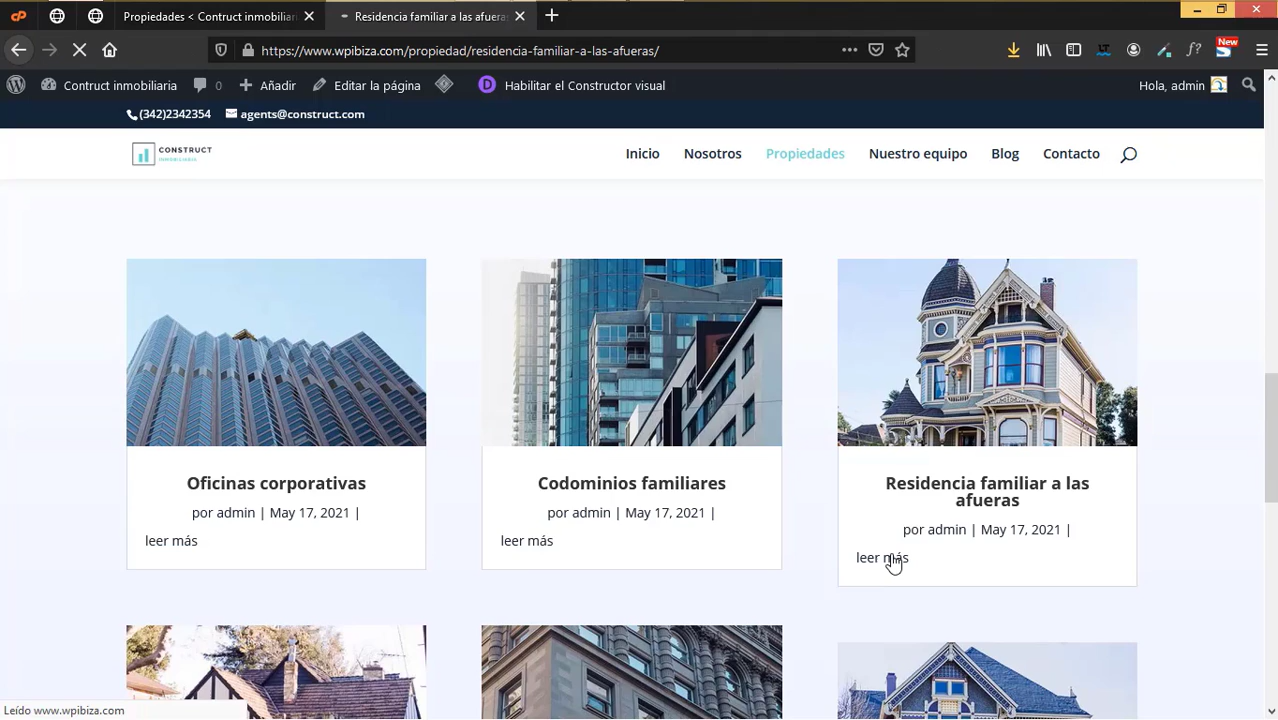 Propiedades < Contruct inmobiliari
Residencia familiar a las afueras
https://www.wpibiza.com/propiedad/residencia-familiar-a-las-afueras/
New
Contruct inmobiliaria
0
Añadir
Editar la página
Habilitar el Constructor visual
Hola, admin
(342)2342354
agents@construct.com
CONSTRUCT
Inicio
Nosotros
Propiedades
Nuestro equipo
Blog
Contacto
Oficinas corporativas
por admin | May 17, 2021 |
leer más
Codominios familiares
por admin | May 17, 2021 |
leer más
Residencia familiar a las
afueras
por admin | May 17, 2021 |
leer más
Leído www.wpibiza.com